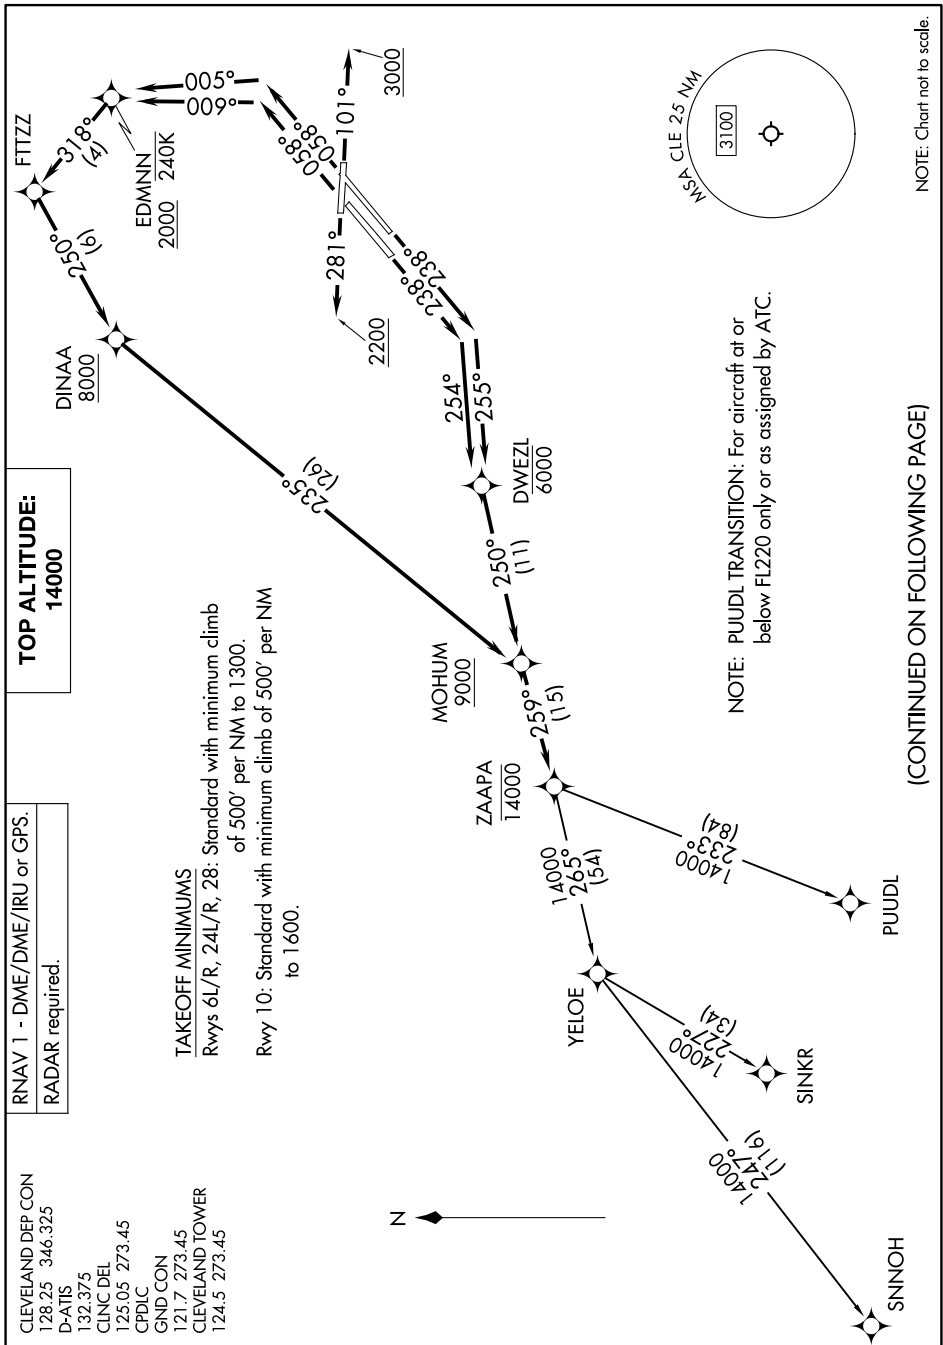 CLEVELAND DEP CON
128.25 346.325
D-ATIS
132.375
CLNC DEL
125.05 273.45
CPDLC
GND CON
121.7 273.45
CLEVELAND TOWER
124.5 273.45
RNAV 1 - DME/DME/IRU or GPS.
RADAR required.
TOP ALTITUDE:
14000
TAKEOFF MINIMUMS
Rwys 6L/R, 24L/R, 28: Standard with minimum climb
of 500' per NM to 1300.
Rwy 10: Standard with minimum climb of 500' per NM
to 1600.
FTTZZ
318°
(4)
EDMNN
2000 240K
005°
009°
058°
058°
101°
3000
250°
(6)
DINAA
8000
281°
2200
238°
238°
254°
255°
235°
(26)
DWEZL
6000
250°
(11)
MOHUM
9000
259°
(15)
ZAAPA
14000
14000
265°
(54)
14000
233°
(84)
PUUDL
YELOE
14000
227°
(34)
SINKR
14000
247°
(116)
SNNOH
N
MSA CLE 25 NM
3100
NOTE: PUUDL TRANSITION: For aircraft at or
below FL220 only or as assigned by ATC.
(CONTINUED ON FOLLOWING PAGE)
NOTE: Chart not to scale.